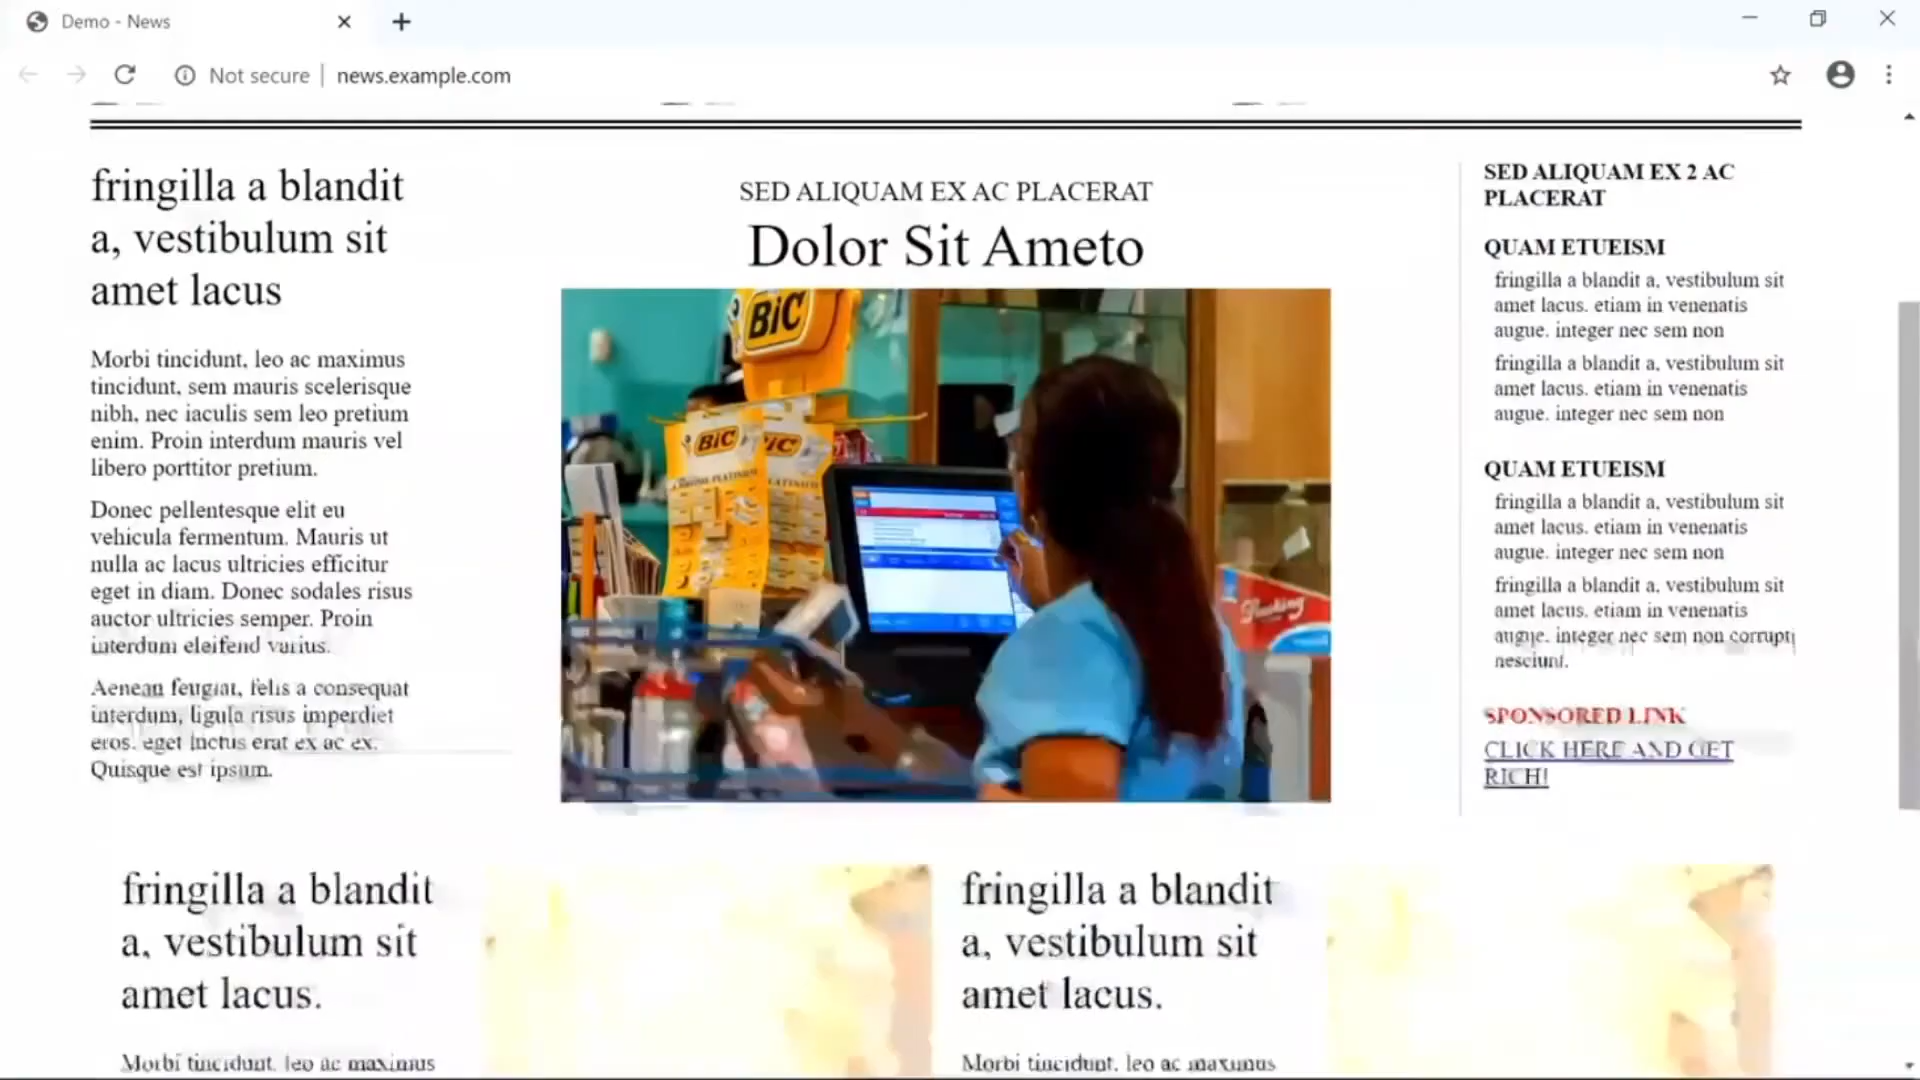 Demo - News
Not secure
news.example.com
fringilla a blandit
a, vestibulum sit
amet lacus
Morbi tincidunt, leo ac maximus
tincidunt, sem mauris scelerisque
nibh, nec iaculis sem leo pretium
enim. Proin interdum mauris vel
libero porttitor pretium.
Donec pellentesque elit eu
vehicula fermentum. Mauris ut
nulla ac lacus ultricies efficitur
eget in diam. Donec sodales risus
auctor ultricies semper. Proin
interdum eleifend varius.
Aenean feugiat, felis a consequat
interdum, ligula risus imperdiet
eros, eget luctus erat ex ac ex.
Quisque est ipsum.
SED ALIQUAM EX AC PLACERAT
Dolor Sit Ameto
BiC
BiC
BiC
SED ALIQUAM EX 2 AC
PLACERAT
QUAM ETUEISM
fringilla a blandit a, vestibulum sit
amet lacus. etiam in venenatis
augue. integer nec sem non
fringilla a blandit a, vestibulum sit
amet lacus. etiam in venenatis
augue. integer nec sem non
QUAM ETUEISM
fringilla a blandit a, vestibulum sit
amet lacus. etiam in venenatis
augue. integer nec sem non
fringilla a blandit a, vestibulum sit
amet lacus. etiam in venenatis
augue. integer nec sem non corrupti
nesciunt.
SPONSORED LINK
CLICK HERE AND GET
RICH!
fringilla a blandit
a, vestibulum sit
amet lacus.
Morbi tincidunt, leo ac maximus
fringilla a blandit
a, vestibulum sit
amet lacus.
Morbi tincidunt, leo ac maximus